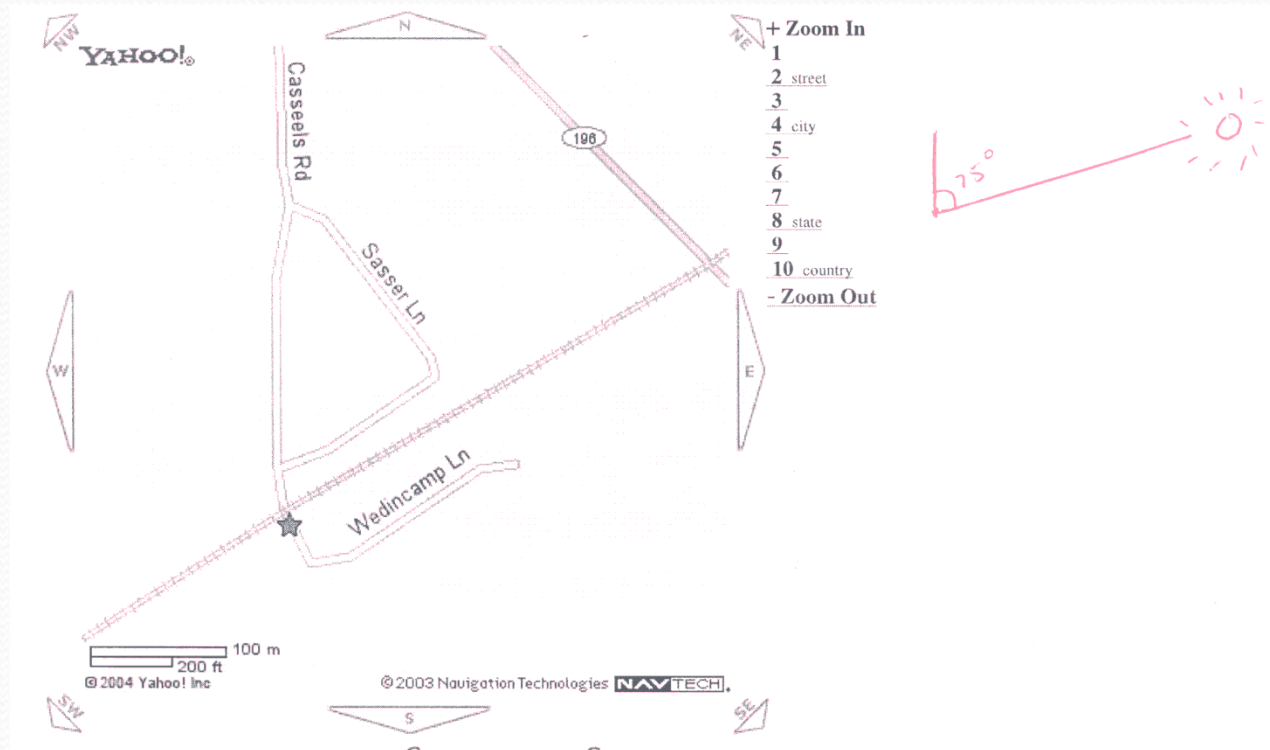 NW
N
NE
YAHOO!®
Casseels Rd
196
Sasser Ln
W
E
Wedincamp Ln
100 m
200 ft
© 2004 Yahoo! Inc
© 2003 Navigation Technologies NAVTECH.
SW
S
SE
+ Zoom In
1
2 street
3
4 city
5
6
7
8 state
9
10 country
- Zoom Out
75°